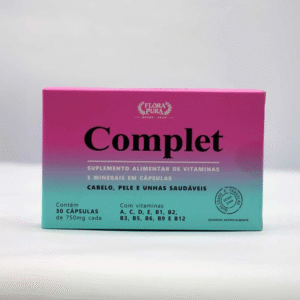 FLORA
PURA
Complet
SUPLEMENTO ALIMENTAR DE VITAMINAS
E MINERAIS EM CÁPSULAS
CABELO, PELE E UNHAS SAUDÁVEIS
Contém
30 CÁPSULAS
de 750mg cada
Com vitaminas
A, C, D, E, B1, B2,
B3, B5, B6, B9 E B12